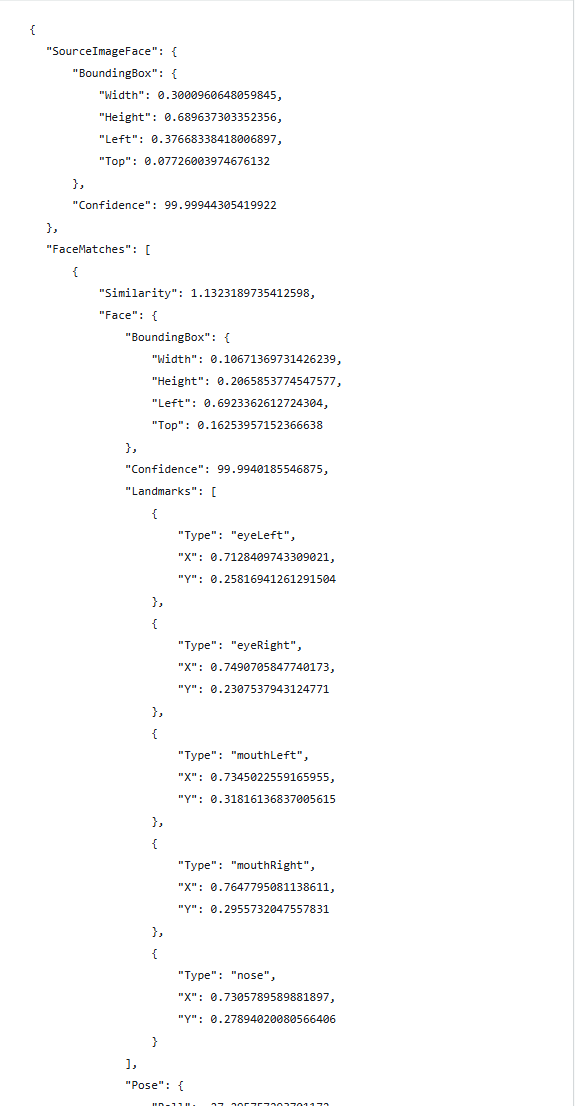 {
"SourceImageFace": {
"BoundingBox": {
"Width": 0.3000960648059845,
"Height": 0.689637303352356,
"Left": 0.37668338418006897,
"Top": 0.07726003974676132
},
"Confidence": 99.99944305419922
},
"FaceMatches": [
{
"Similarity": 1.1323189735412598,
"Face": {
"BoundingBox": {
"Width": 0.10671369731426239,
"Height": 0.2065853774547577,
"Left": 0.6923362612724304,
"Top": 0.16253957152366638
},
"Confidence": 99.9940185546875,
"Landmarks": [
{
"Type": "eyeLeft",
"X": 0.7128409743309021,
"Y": 0.25816941261291504
},
{
"Type": "eyeRight",
"X": 0.7490705847740173,
"Y": 0.2307537943124771
},
{
"Type": "mouthLeft",
"X": 0.7345022559165955,
"Y": 0.31816136837005615
},
{
"Type": "mouthRight",
"X": 0.7647795081138611,
"Y": 0.2955732047557831
},
{
"Type": "nose",
"X": 0.7305789589881897,
"Y": 0.27894020080566406
}
],
"Pose": {